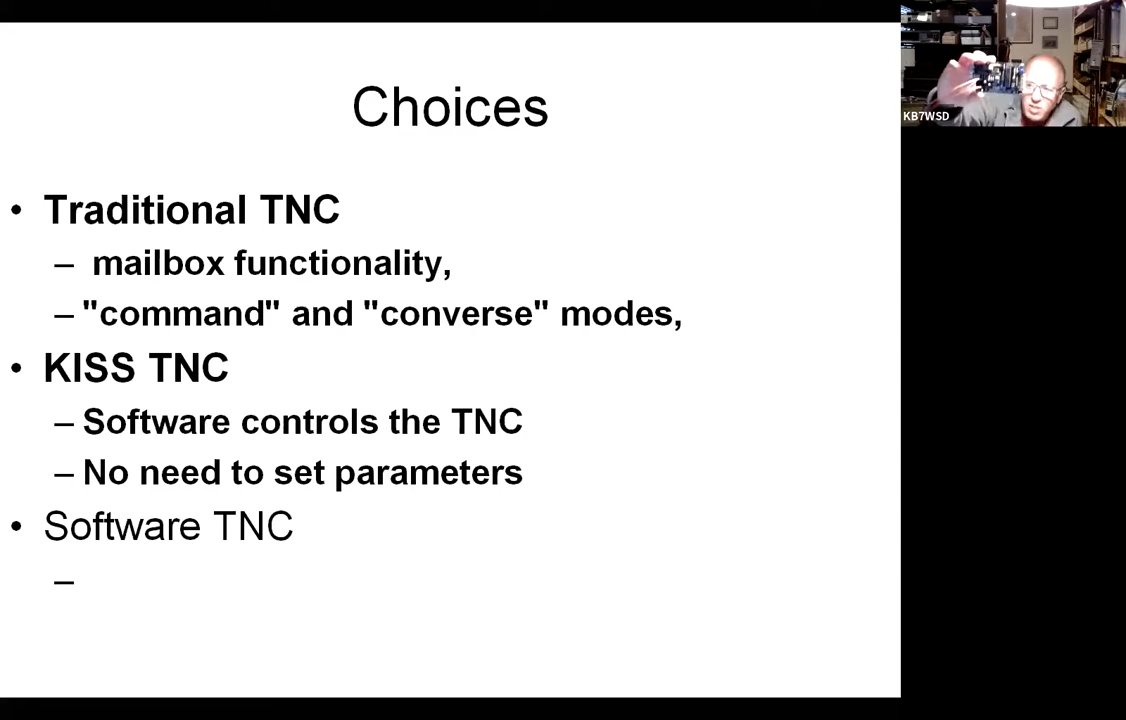 Choices
• Traditional TNC
– mailbox functionality,
– "command" and "converse" modes,
• KISS TNC
– Software controls the TNC
– No need to set parameters
• Software TNC
–
KB7WSD